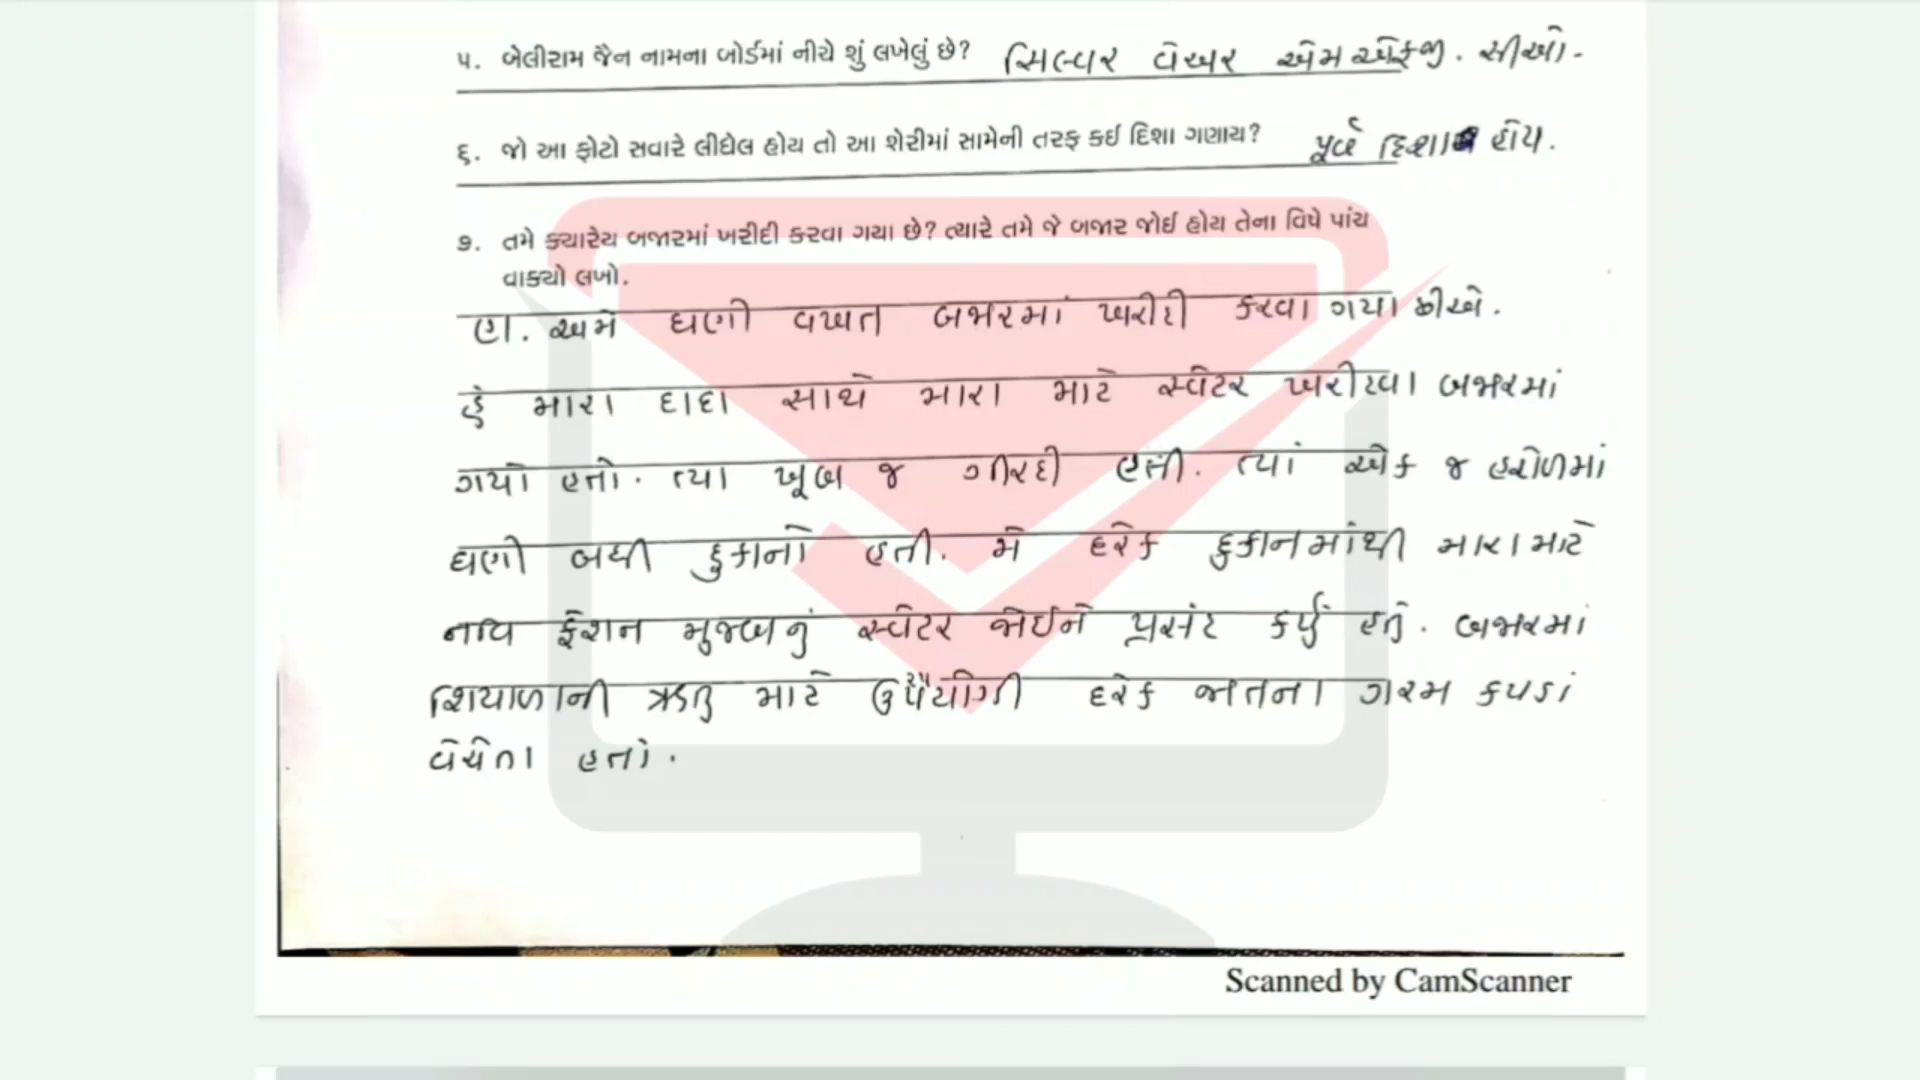 ૫. બેલીરામ જૈન નામના બોર્ડમાં નીચે શું લખેલું છે? સિલ્વર વેઅર એમ એફજી. સીઓ.
૬. જો આ ફોટો સવારે લીધેલ હોય તો આ શેરીમાં સામેની તરફ કઈ દિશા ગણાય? પૂર્વ દિશા હોય.
૭. તમે ક્યારેય બજારમાં ખરીદી કરવા ગયા છે? ત્યારે તમે જે બજાર જોઈ હોય તેના વિષે પાંચ
વાક્યો લખો.
હા. અમે ઘણી વખત બજારમાં ખરીદી કરવા ગયા છીએ.
હું મારા દાદા સાથે મારા માટે સ્વેટર ખરીદવા બજારમાં
ગયો હતો. ત્યા ખૂબ જ ગીરદી હતી. ત્યાં એક જ હરોળમાં
ઘણી બધી દુકાનો હતી. મે દરેક દુકાનમાંથી મારા માટે
નવિ ફેશન મુજબનું સ્વેટર જોઈને પ્રસંદ કર્યું હતું. બજારમાં
શિયાળાની ઋતુ માટે ઉપયોગી દરેક જાતના ગરમ કપડાં
વેચેતા હતો.
Scanned by CamScanner